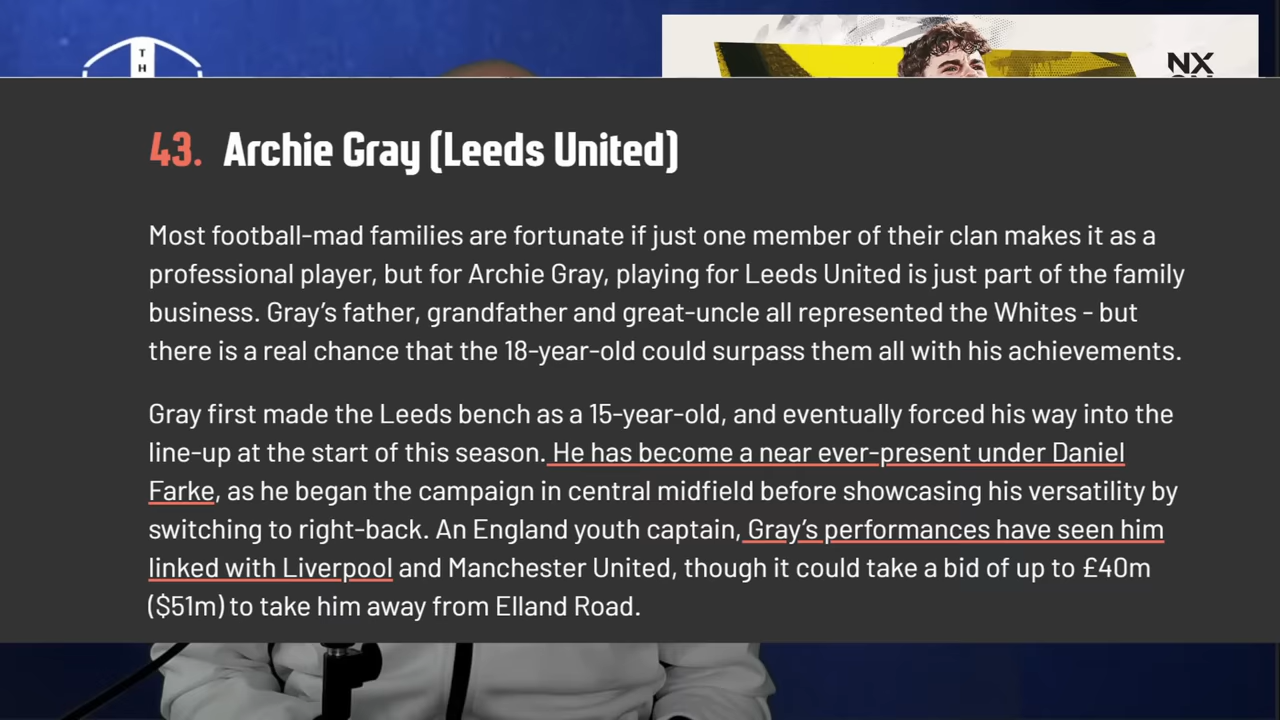 T
H
NX
43. Archie Gray (Leeds United)
Most football-mad families are fortunate if just one member of their clan makes it as a
professional player, but for Archie Gray, playing for Leeds United is just part of the family
business. Gray’s father, grandfather and great-uncle all represented the Whites - but
there is a real chance that the 18-year-old could surpass them all with his achievements.
Gray first made the Leeds bench as a 15-year-old, and eventually forced his way into the
line-up at the start of this season. He has become a near ever-present under Daniel
Farke, as he began the campaign in central midfield before showcasing his versatility by
switching to right-back. An England youth captain, Gray’s performances have seen him
linked with Liverpool and Manchester United, though it could take a bid of up to £40m
($51m) to take him away from Elland Road.